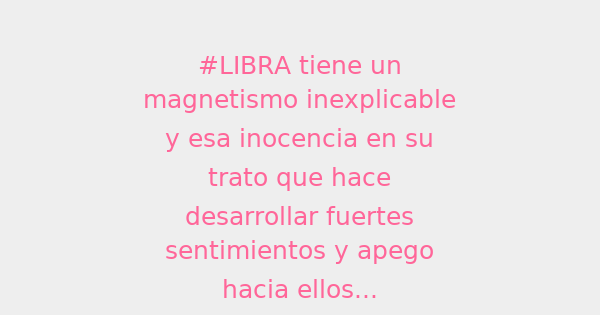 #LIBRA tiene un
magnetismo inexplicable
y esa inocencia en su
trato que hace
desarrollar fuertes
sentimientos y apego
hacia ellos...